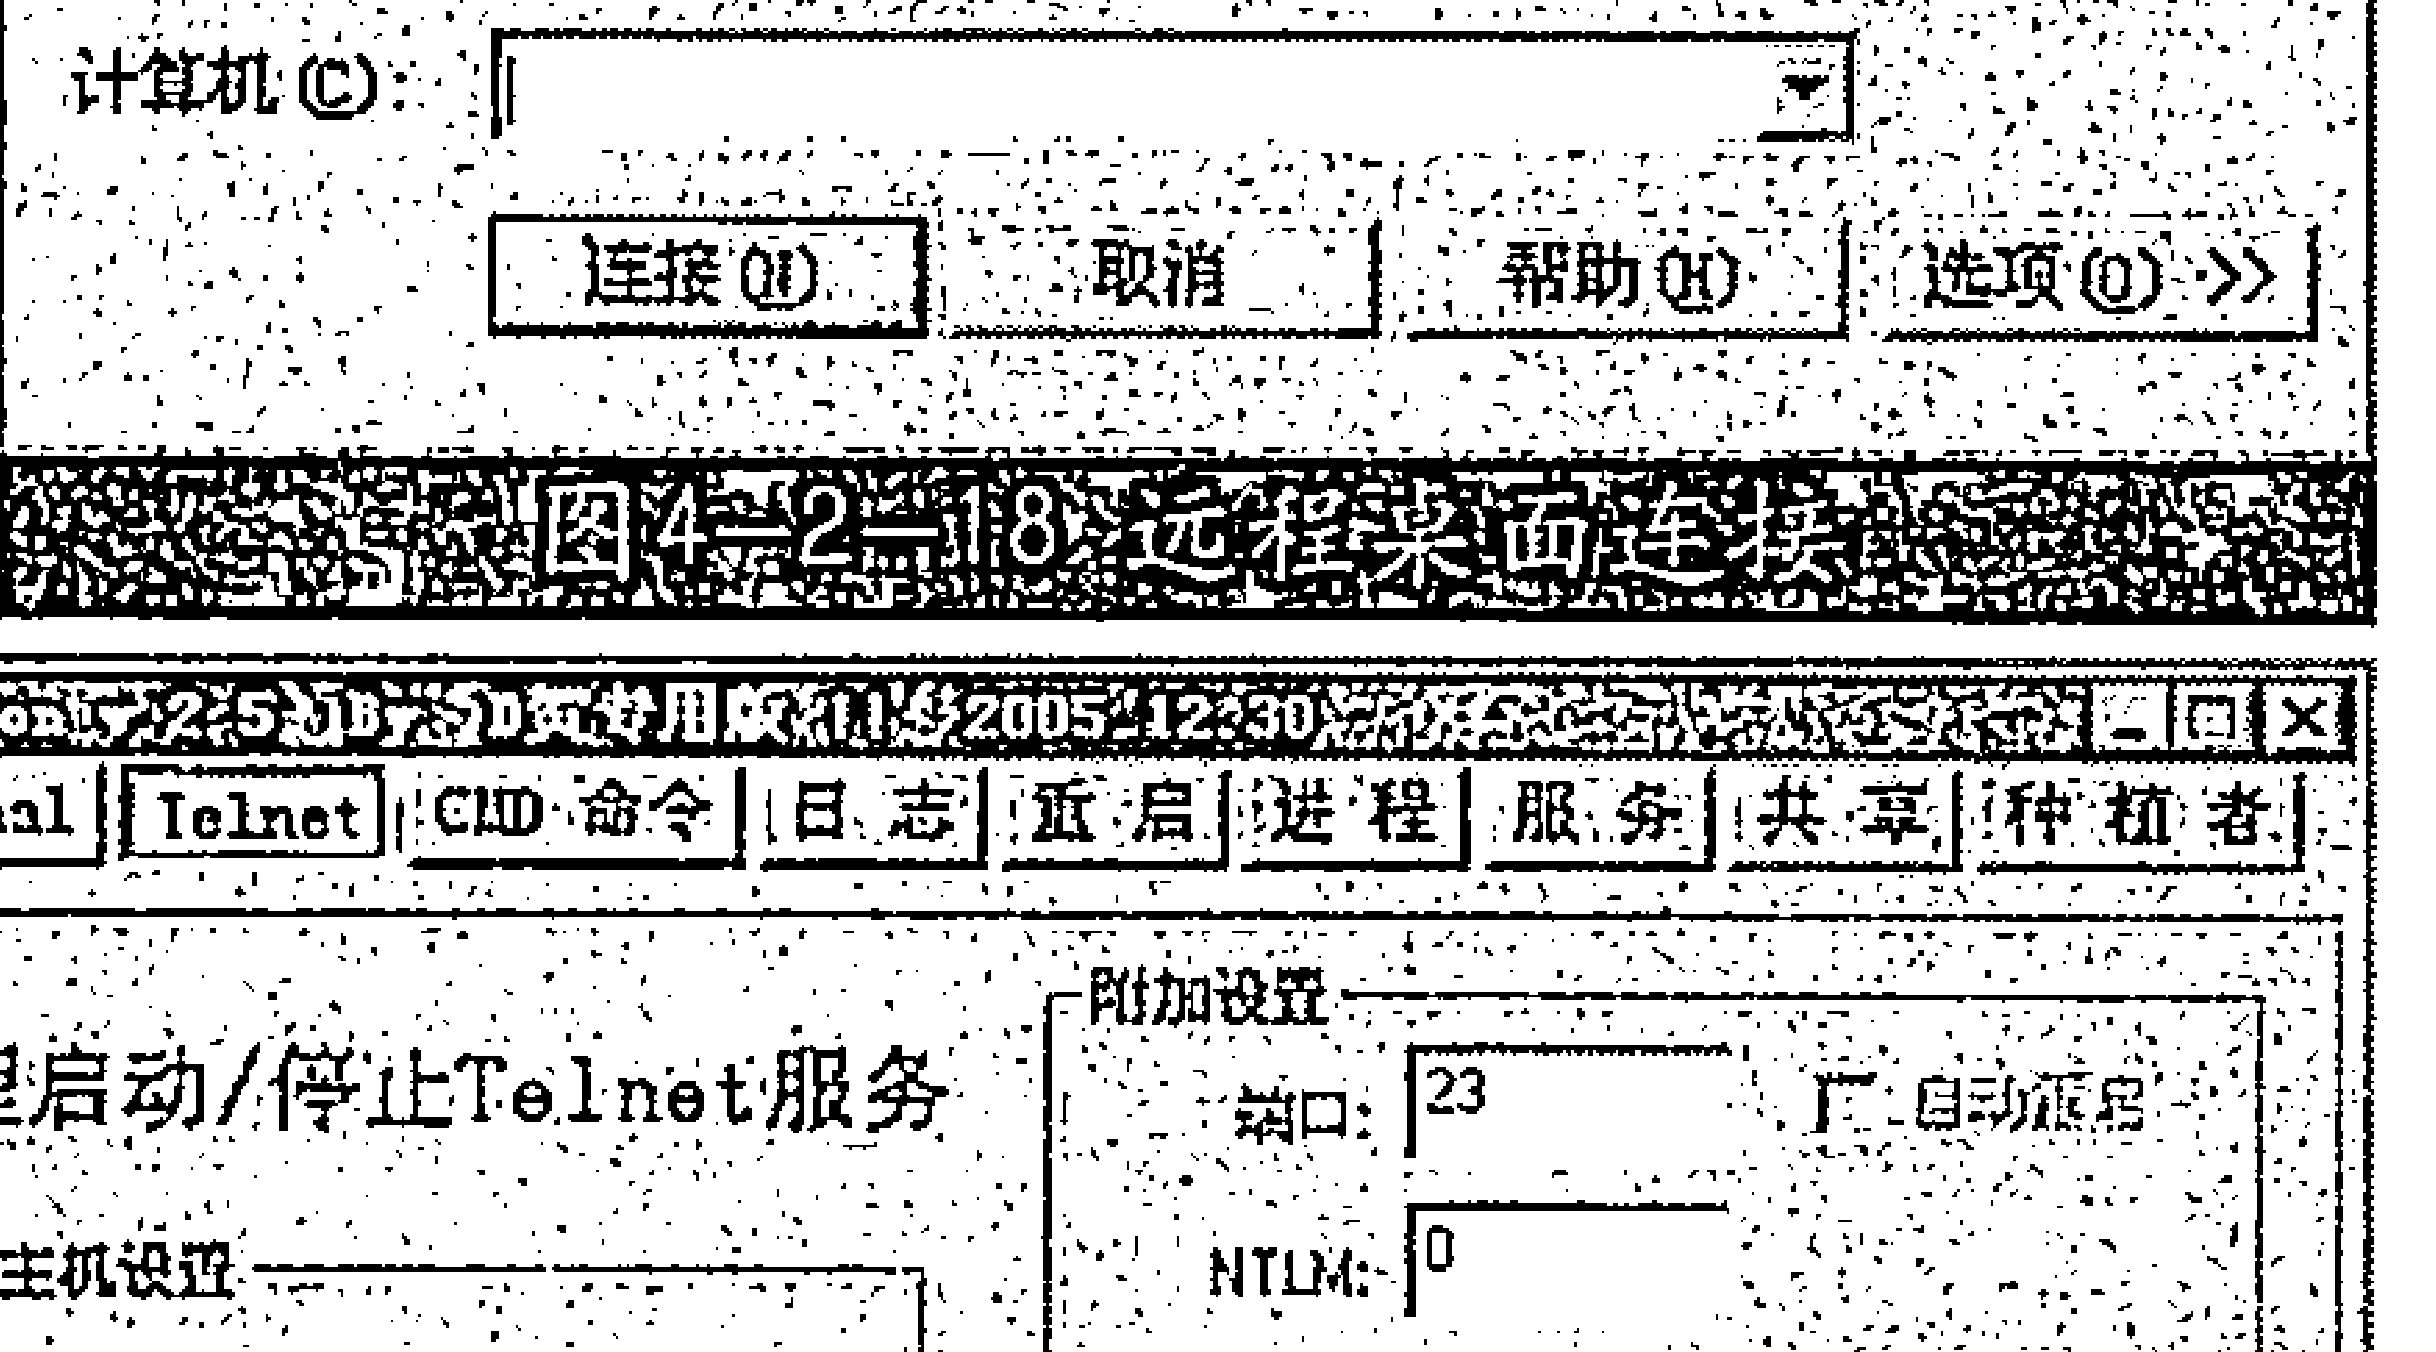 计算机(C):
连接(N) 取消 帮助(H) 选项(O) >>
图4-2-18 远程桌面连接
2005-12-30
Telnet CMD 命令 日 志 重 启 进 程 服 务 共 享 种 植 者
附加设置
启动/停止Telnet服务
端口: 23 自动重启
主机设置
NTLM: 0